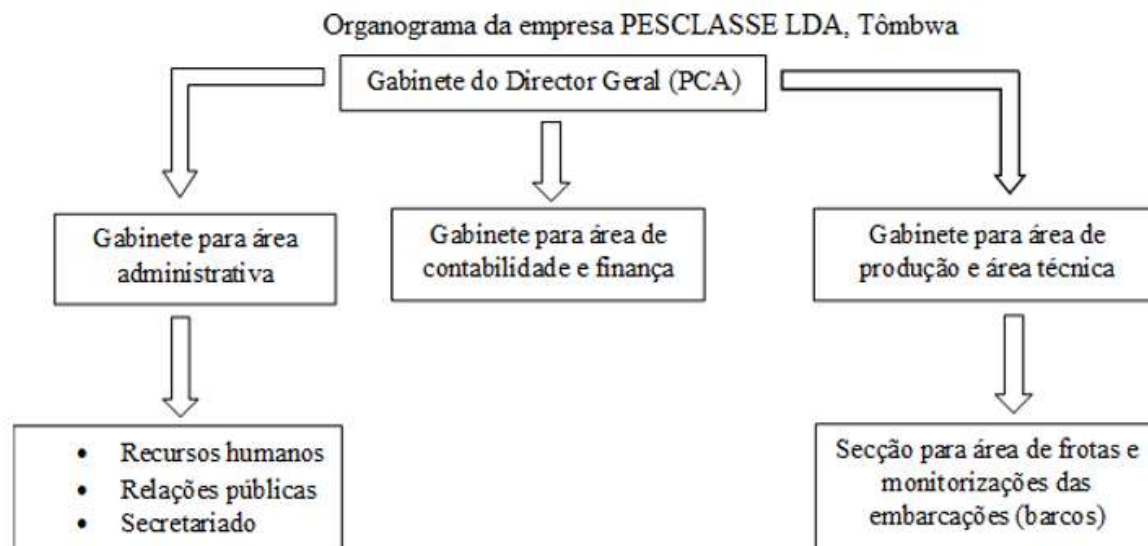 Organograma da empresa PESCLASSE LDA, Tômbwa
Gabinete do Director Geral (PCA)
Gabinete para área
administrativa
Gabinete para área de
contabilidade e finança
Gabinete para área de
produção e área técnica
• Recursos humanos
• Relações públicas
• Secretariado
Secção para área de frotas e
monitorizações das
embarcações (barcos)